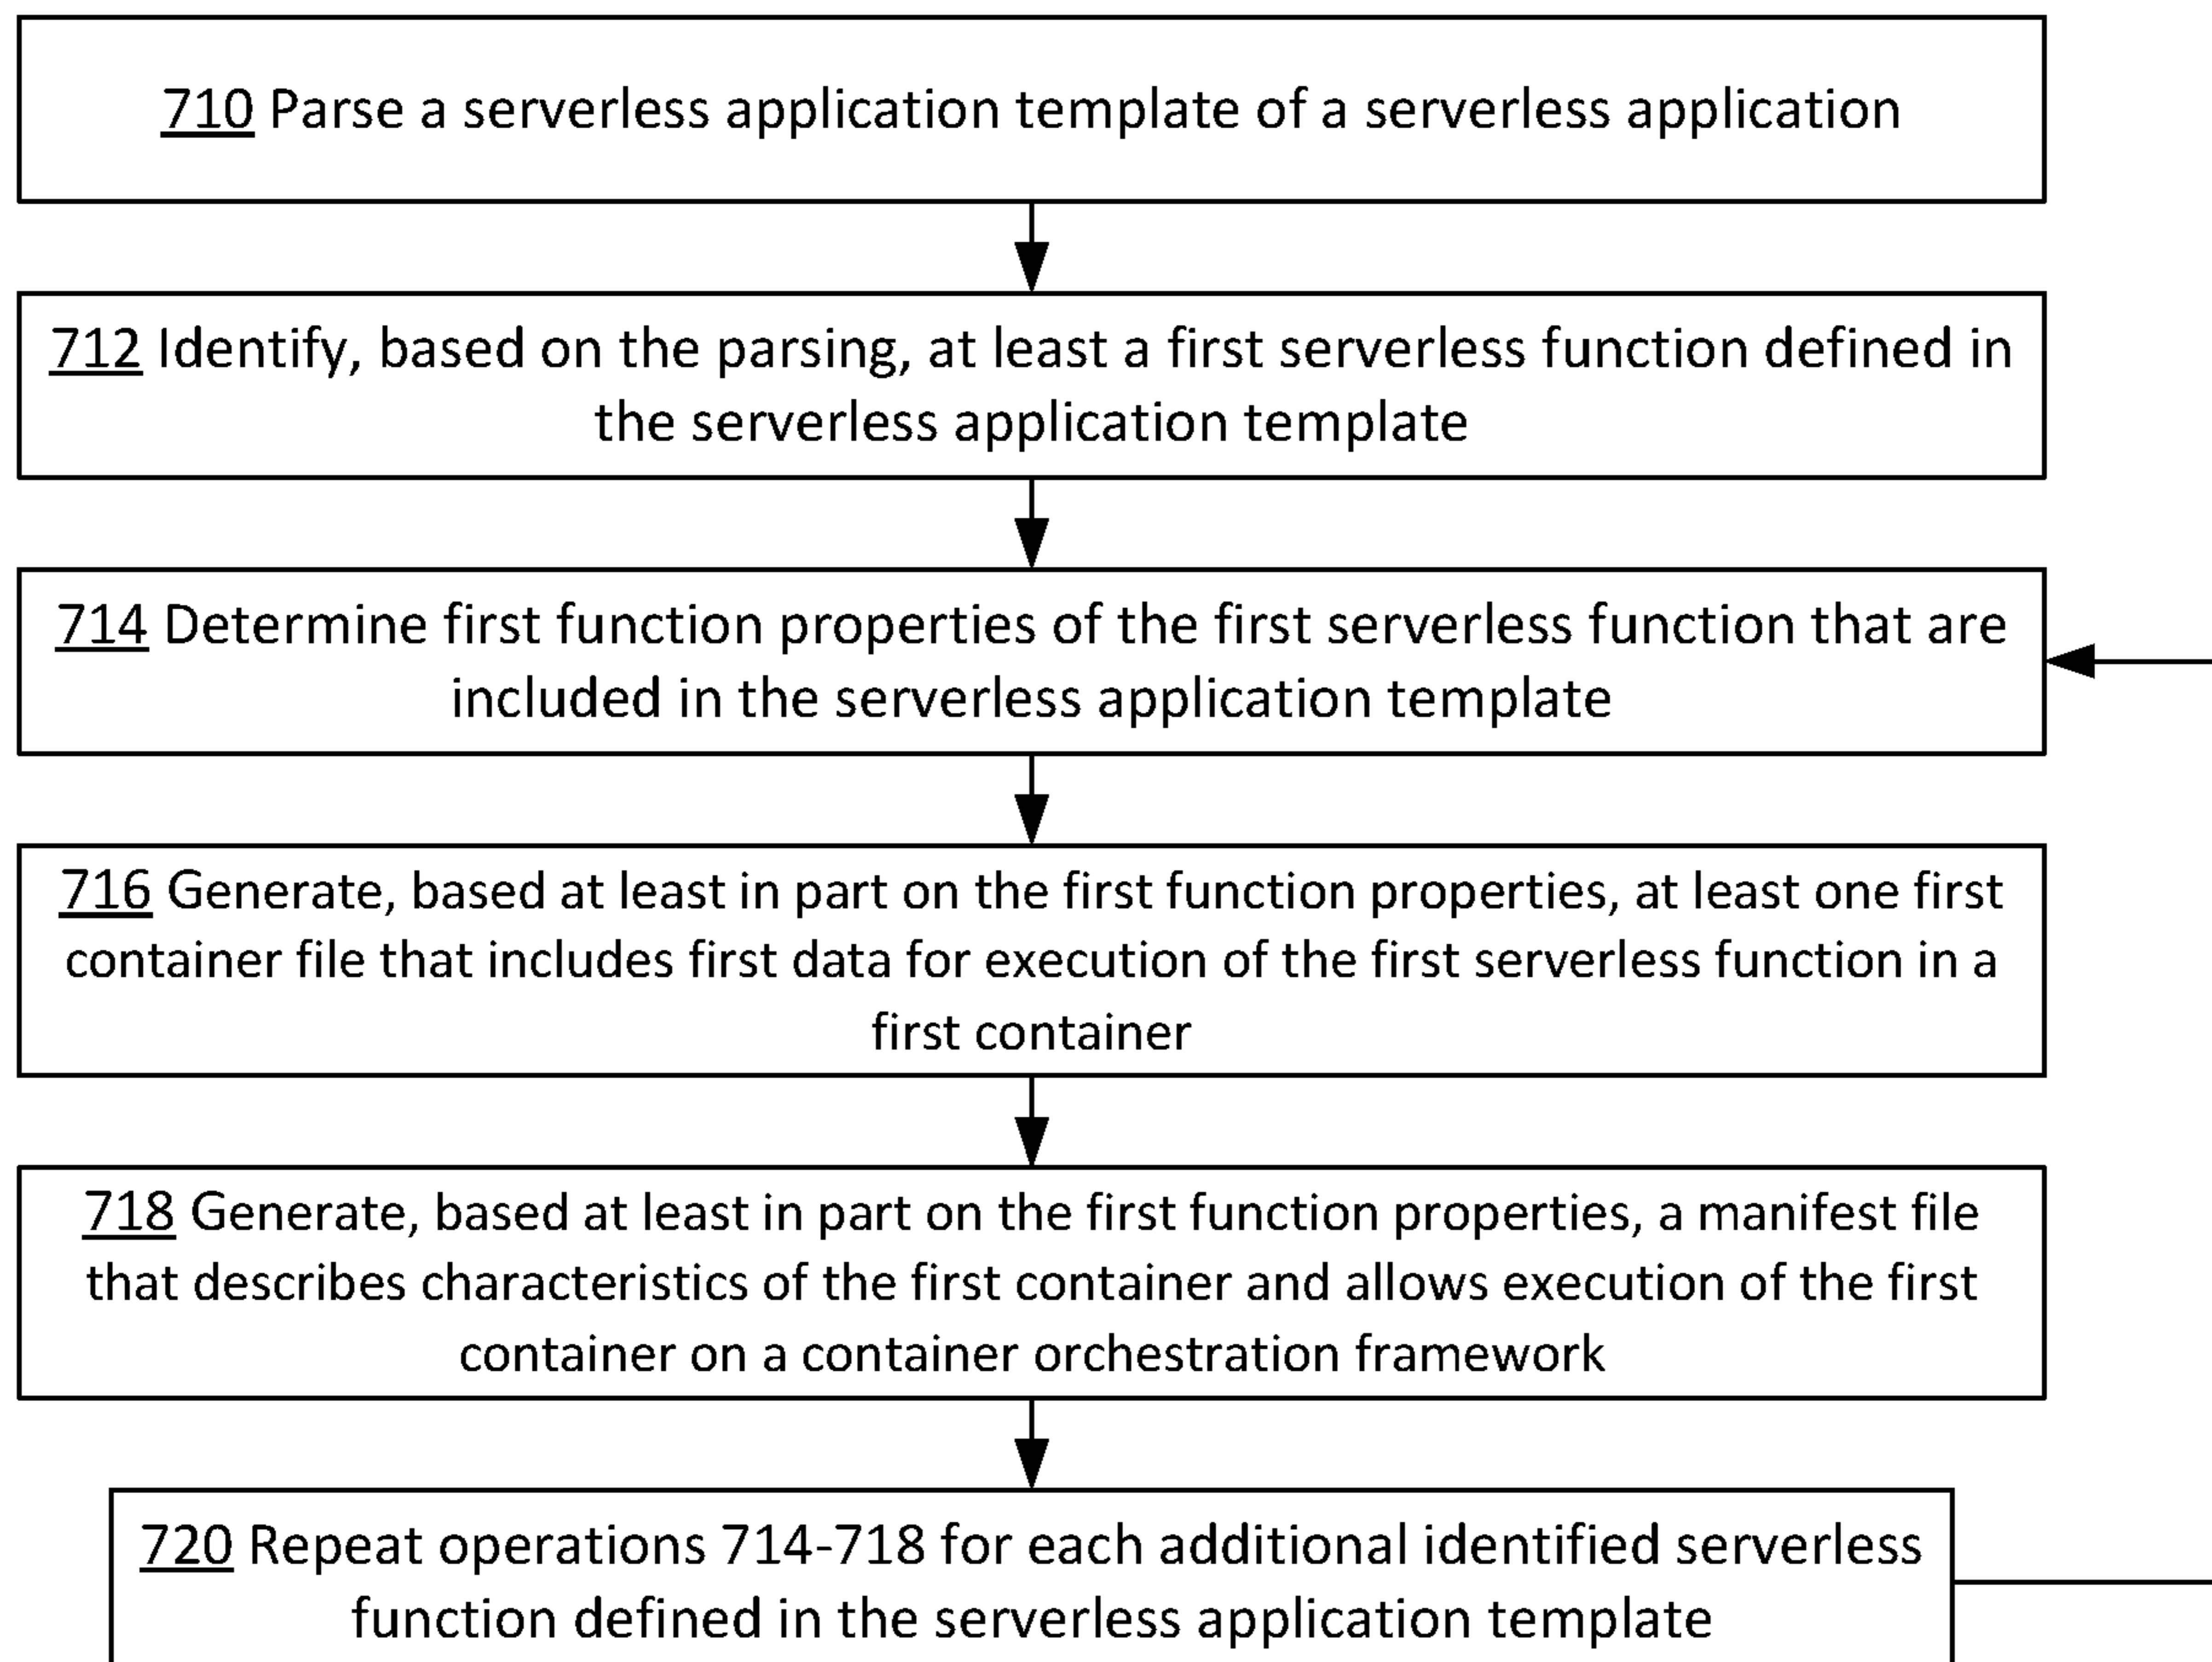 710 Parse a serverless application template of a serverless application
712 Identify, based on the parsing, at least a first serverless function defined in
the serverless application template
714 Determine first function properties of the first serverless function that are
included in the serverless application template
716 Generate, based at least in part on the first function properties, at least one first
container file that includes first data for execution of the first serverless function in a
first container
718 Generate, based at least in part on the first function properties, a manifest file
that describes characteristics of the first container and allows execution of the first
container on a container orchestration framework
720 Repeat operations 714-718 for each additional identified serverless
function defined in the serverless application template